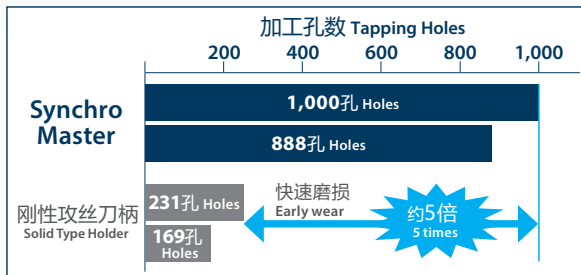 加工孔数 Tapping Holes
200 400 600 800 1,000
Synchro
Master
1,000孔 Holes
888孔 Holes
刚性攻丝刀柄
Solid Type Holder
231孔 Holes
169孔
Holes
快速磨损
Early wear
约5倍
5 times